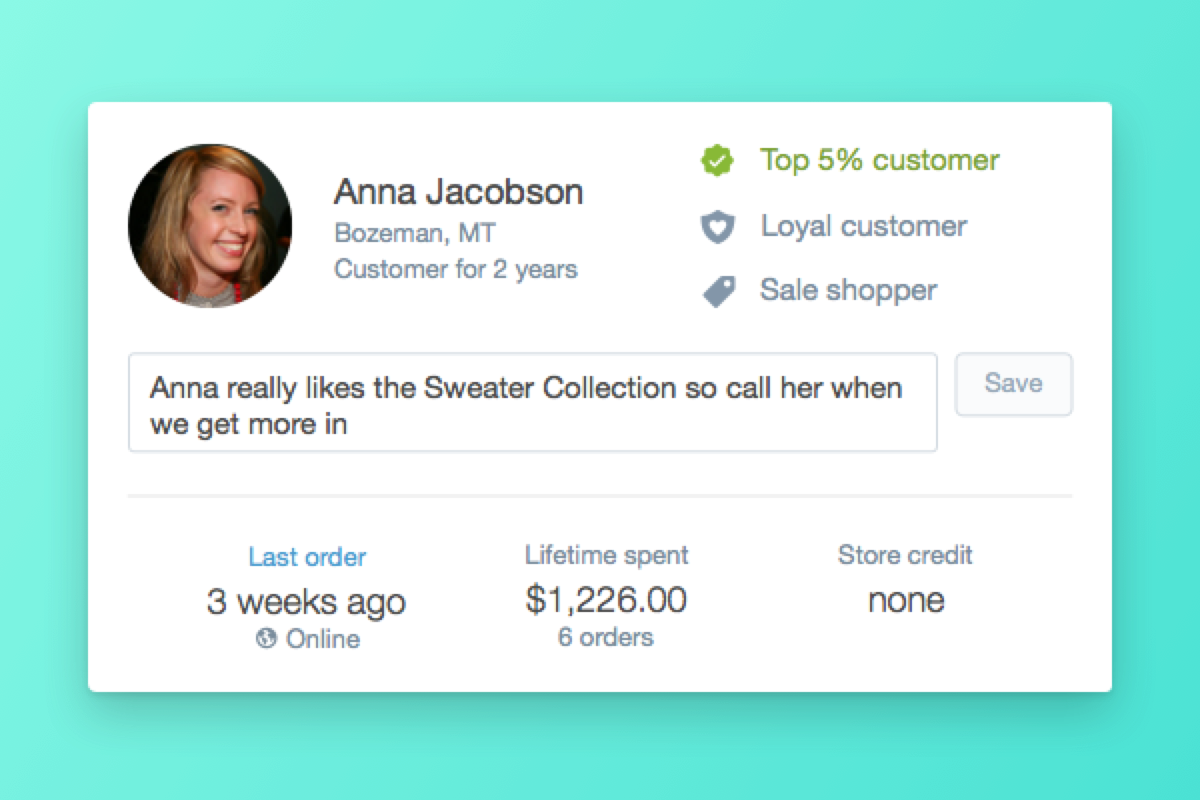 Anna Jacobson
Bozeman, MT
Customer for 2 years
Top 5% customer
Loyal customer
Sale shopper
Anna really likes the Sweater Collection so call her when
we get more in
Save
Last order
3 weeks ago
Online
Lifetime spent
$1,226.00
6 orders
Store credit
none